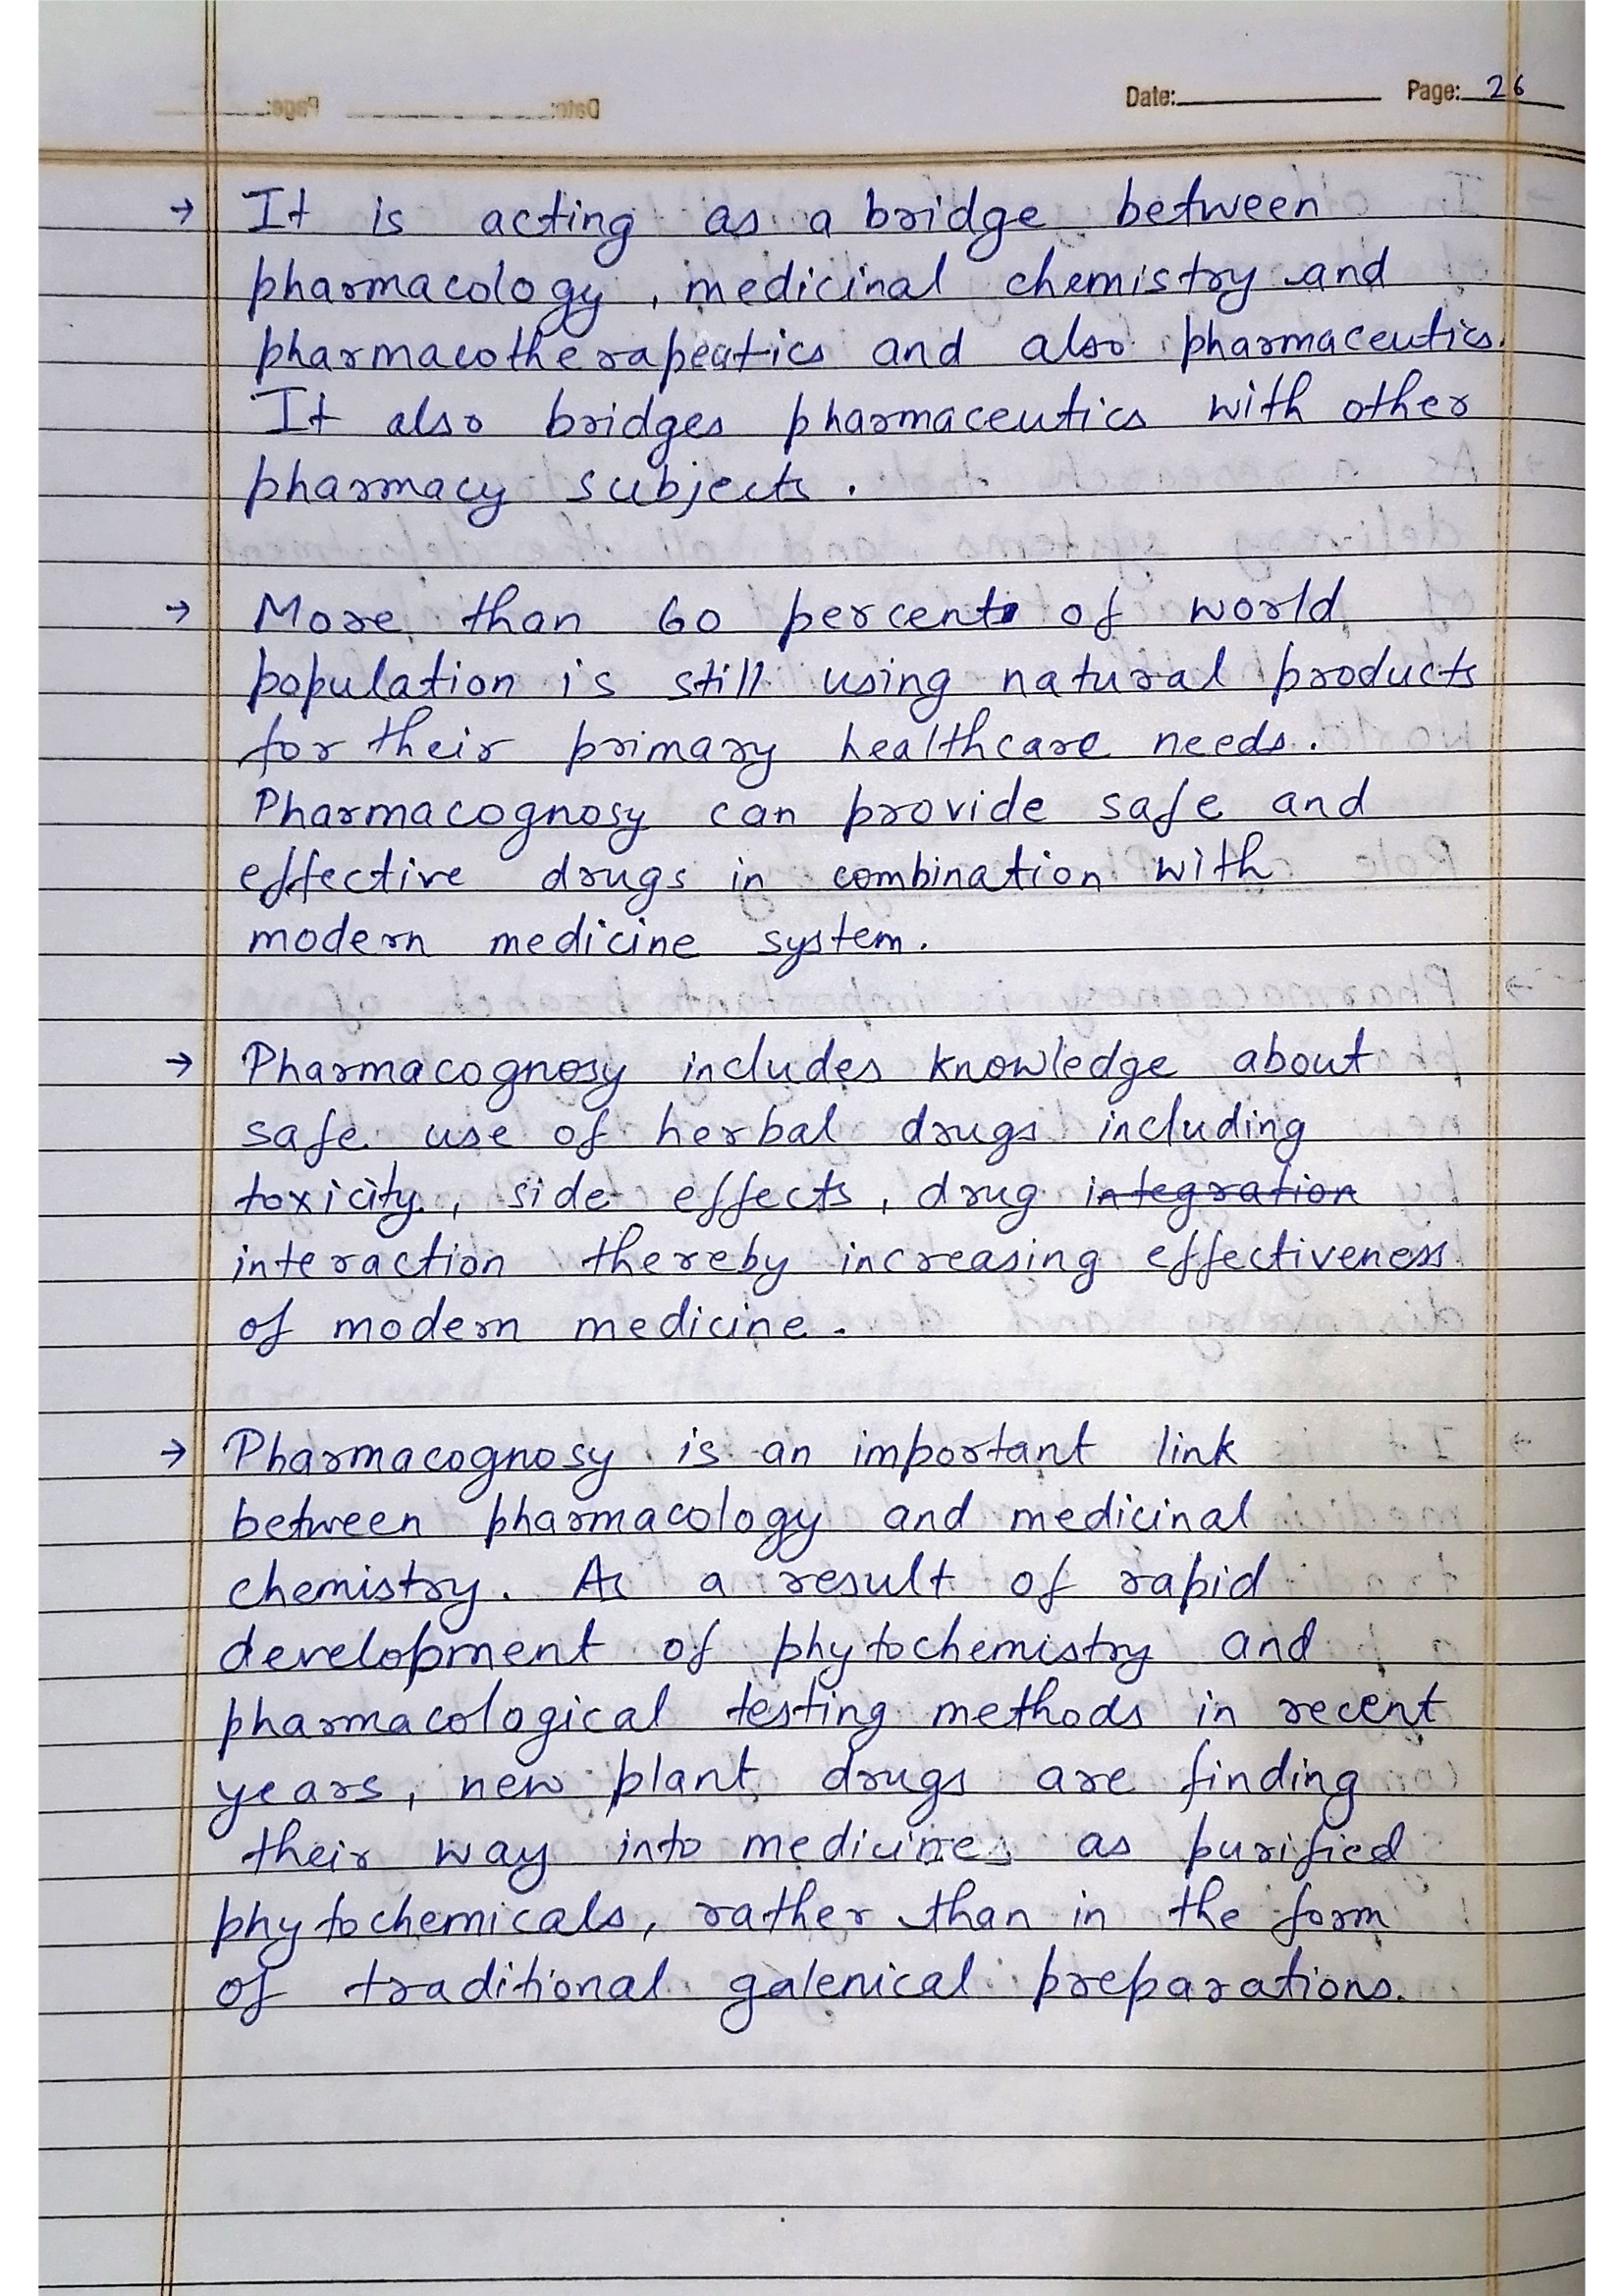 Date: Page: 26
→ It is acting as a bridge between
pharmacology, medicinal chemistry and
pharmacotherapeutics and also pharmaceutics.
It also bridges pharmaceutics with other
pharmacy subjects.
→ More than 60 percent of world
population is still using natural products
for their primary healthcare needs.
Pharmacognosy can provide safe and
effective drugs in combination with
modern medicine system.
→ Pharmacognosy includes knowledge about
safe use of herbal drugs including
toxicity, side effects, drug integration
interaction thereby increasing effectiveness
of modern medicine.
→ Pharmacognosy is an important link
between pharmacology and medicinal
chemistry. As a result of rapid
development of phytochemistry and
pharmacological testing methods in recent
years, new plant drugs are finding
their way into medicines as purified
phytochemicals, rather than in the form
of traditional galenical preparations.